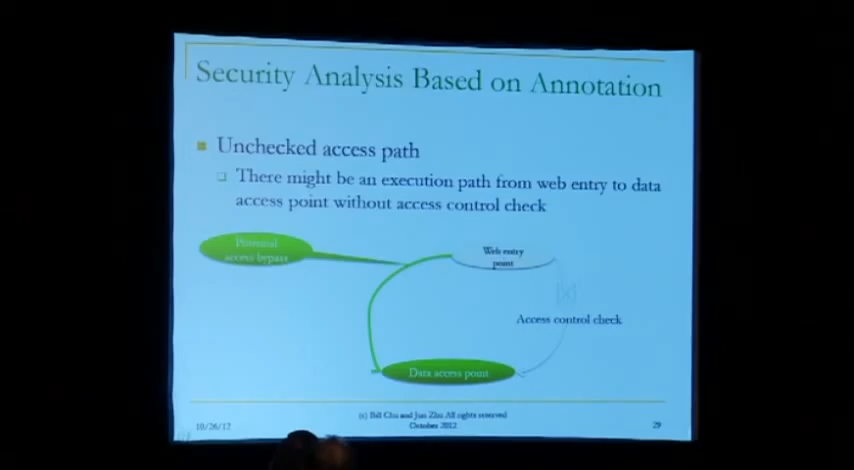 Security Analysis Based on Annotation
Unchecked access path
There might be an execution path from web entry to data
access point without access control check
Potential
access bypass
Web entry
point
Access control check
Data access point
10/26/12
(c) Bill Chu and Jun Zhu All rights reserved
October 2012
29